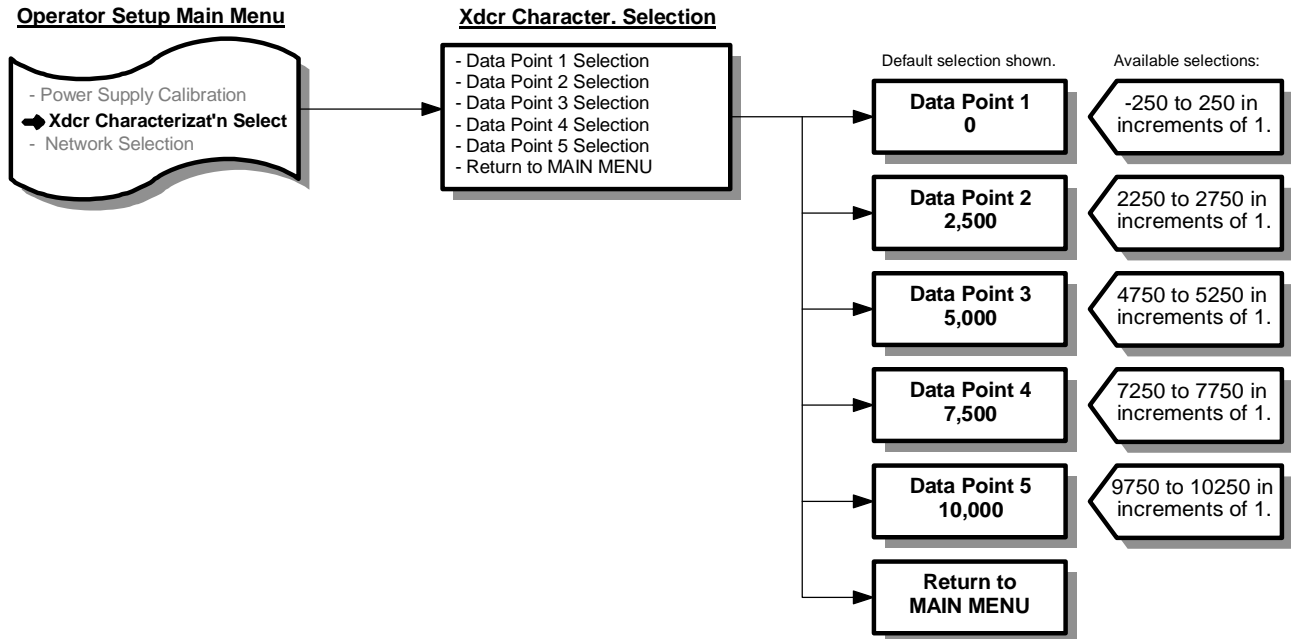 Operator Setup Main Menu
- Power Supply Calibration
Xdcr Characterizat'n Select
- Network Selection
Xdcr Character. Selection
- Data Point 1 Selection
- Data Point 2 Selection
- Data Point 3 Selection
- Data Point 4 Selection
- Data Point 5 Selection
- Return to MAIN MENU
Default selection shown.
Available selections:
Data Point 1
0
-250 to 250 in
increments of 1.
Data Point 2
2,500
2250 to 2750 in
increments of 1.
Data Point 3
5,000
4750 to 5250 in
increments of 1.
Data Point 4
7,500
7250 to 7750 in
increments of 1.
Data Point 5
10,000
9750 to 10250 in
increments of 1.
Return to
MAIN MENU